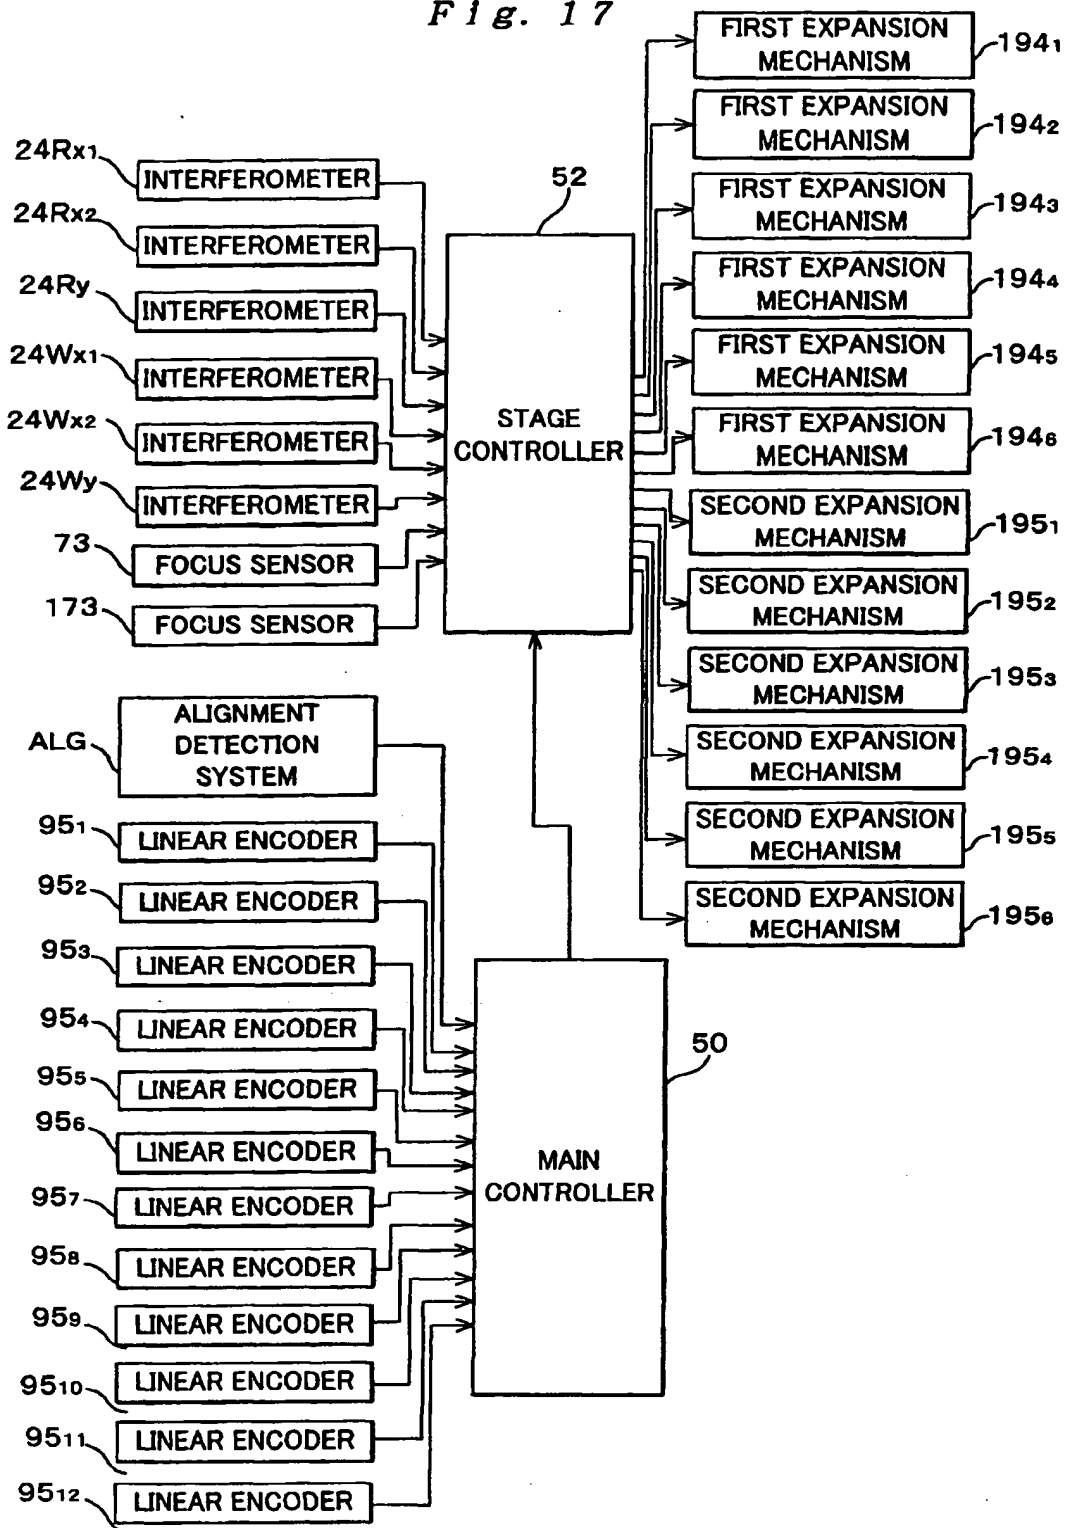 Fig. 17
24Rx1
INTERFEROMETER
24Rx2
INTERFEROMETER
24Ry
INTERFEROMETER
24Wx1
INTERFEROMETER
24Wx2
INTERFEROMETER
24Wy
INTERFEROMETER
73
FOCUS SENSOR
173
FOCUS SENSOR
52
STAGE
CONTROLLER
FIRST EXPANSION
MECHANISM
194₁
FIRST EXPANSION
MECHANISM
194₂
FIRST EXPANSION
MECHANISM
194₃
FIRST EXPANSION
MECHANISM
194₄
FIRST EXPANSION
MECHANISM
194₅
FIRST EXPANSION
MECHANISM
194₆
SECOND EXPANSION
MECHANISM
195₁
SECOND EXPANSION
MECHANISM
195₂
SECOND EXPANSION
MECHANISM
195₃
SECOND EXPANSION
MECHANISM
195₄
SECOND EXPANSION
MECHANISM
195₅
SECOND EXPANSION
MECHANISM
195₆
ALG
ALIGNMENT
DETECTION
SYSTEM
95₁
LINEAR ENCODER
95₂
LINEAR ENCODER
95₃
LINEAR ENCODER
95₄
LINEAR ENCODER
95₅
LINEAR ENCODER
95₆
LINEAR ENCODER
95₇
LINEAR ENCODER
95₈
LINEAR ENCODER
95₉
LINEAR ENCODER
95₁₀
LINEAR ENCODER
95₁₁
LINEAR ENCODER
95₁₂
LINEAR ENCODER
50
MAIN
CONTROLLER